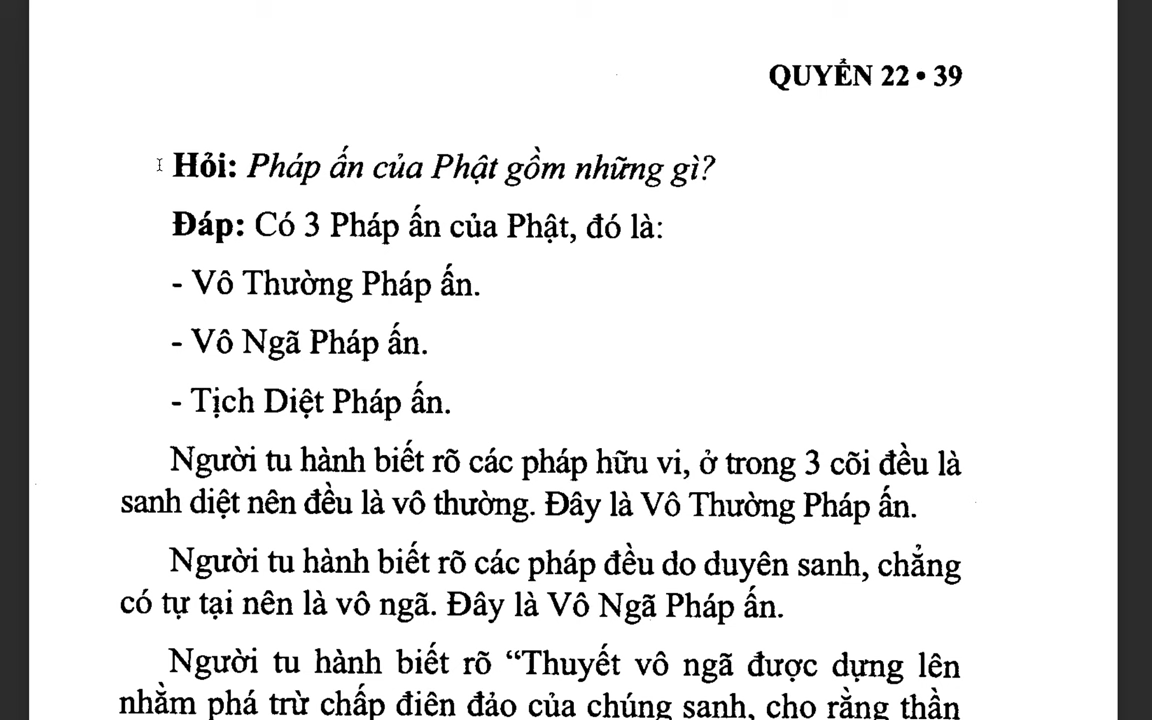 QUYỂN 22 • 39
Hỏi: Pháp ấn của Phật gồm những gì?
Đáp: Có 3 Pháp ấn của Phật, đó là:
- Vô Thường Pháp ấn.
- Vô Ngã Pháp ấn.
- Tịch Diệt Pháp ấn.
Người tu hành biết rõ các pháp hữu vi, ở trong 3 cõi đều là
sanh diệt nên đều là vô thường. Đây là Vô Thường Pháp ấn.
Người tu hành biết rõ các pháp đều do duyên sanh, chẳng
có tự tại nên là vô ngã. Đây là Vô Ngã Pháp ấn.
Người tu hành biết rõ “Thuyết vô ngã được dựng lên
nhằm phá trừ chấp điên đảo của chúng sanh, cho rằng thần